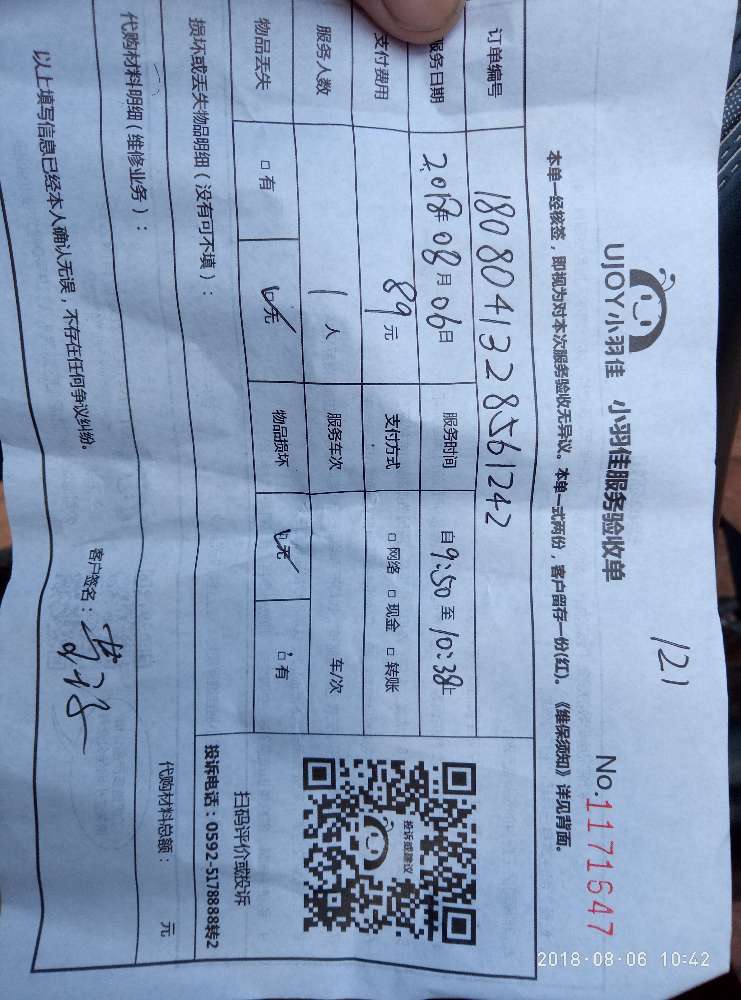 121
UJOY小羽佳 小羽佳服务验收单 No.1171647
本单一经核签，即视为对本次服务验收无异议。本单一式两份，客户留存一份(红)。《维保须知》详见背面。
订单编号 1808041328561242
服务日期 2018年08月06日 服务时间 自9:50至10:38止
支付费用 89元 支付方式 □网络 □现金 □转账
服务人数 1人 服务车次 车/次
物品丢失 □有 ☑无 物品损坏 ☑无 □有
损坏或丢失物品明细（没有可不填）：
代购材料明细（维修业务）：
代购材料总额： 元
投诉或建议
扫码评价或投诉
投诉电话：0592-5178888转2
以上填写信息已经本人确认无误，不存在任何争议纠纷。
客户签名：
2018-08-06 10:42